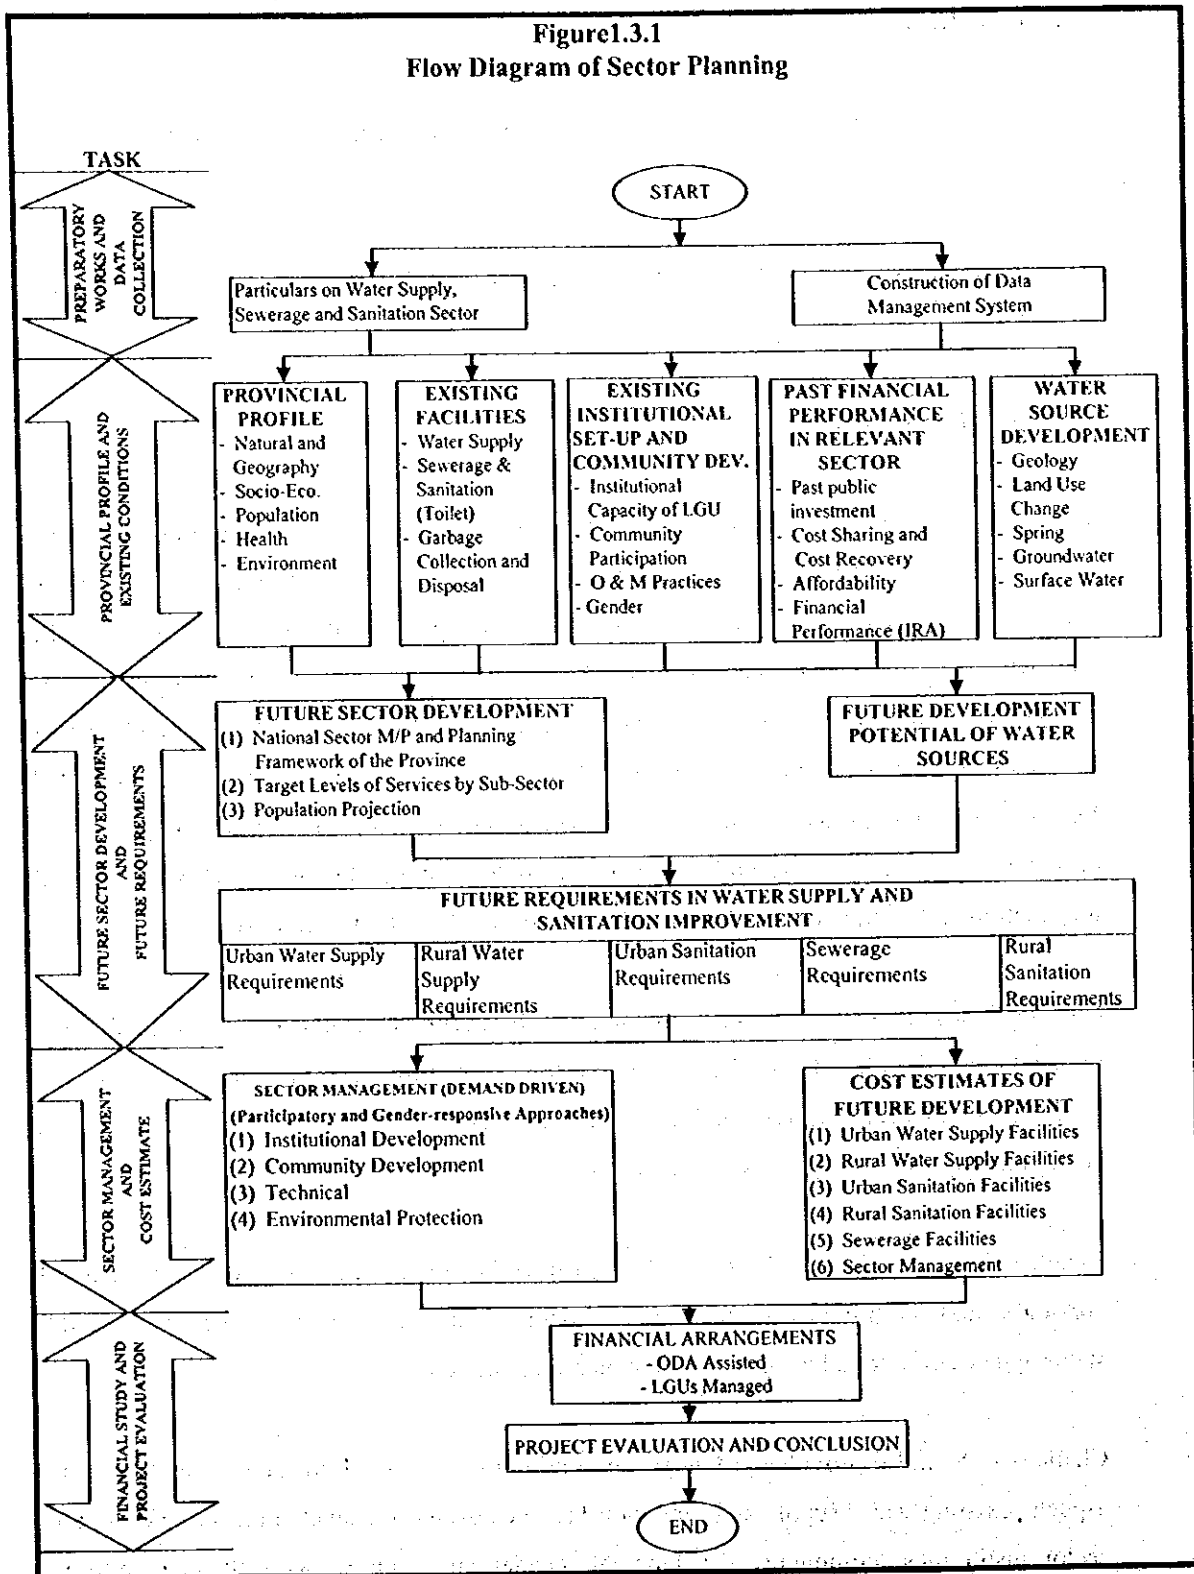 Figure1.3.1
Flow Diagram of Sector Planning
TASK
PREPARATORY
WORKS AND
DATA
COLLECTION
START
Particulars on Water Supply,
Sewerage and Sanitation Sector
Construction of Data
Management System
PROVINCIAL PROFILE AND
EXISTING CONDITIONS
PROVINCIAL
PROFILE
- Natural and
Geography
- Socio-Eco.
- Population
- Health
- Environment
EXISTING
FACILITIES
- Water Supply
- Sewerage &
Sanitation
(Toilet)
- Garbage
Collection and
Disposal
EXISTING
INSTITUTIONAL
SET-UP AND
COMMUNITY DEV.
- Institutional
Capacity of LGU
- Community
Participation
- O & M Practices
- Gender
PAST FINANCIAL
PERFORMANCE
IN RELEVANT
SECTOR
- Past public
investment
- Cost Sharing and
Cost Recovery
- Affordability
- Financial
Performance (IRA)
WATER
SOURCE
DEVELOPMENT
- Geology
- Land Use
Change
- Spring
- Groundwater
- Surface Water
FUTURE SECTOR DEVELOPMENT
AND
FUTURE REQUIREMENTS
FUTURE SECTOR DEVELOPMENT
(1) National Sector M/P and Planning
Framework of the Province
(2) Target Levels of Services by Sub-Sector
(3) Population Projection
FUTURE DEVELOPMENT
POTENTIAL OF WATER
SOURCES
FUTURE REQUIREMENTS IN WATER SUPPLY AND
SANITATION IMPROVEMENT
Urban Water Supply
Requirements
Rural Water
Supply
Requirements
Urban Sanitation
Requirements
Sewerage
Requirements
Rural
Sanitation
Requirements
SECTOR MANAGEMENT
AND
COST ESTIMATE
SECTOR MANAGEMENT (DEMAND DRIVEN)
(Participatory and Gender-responsive Approaches)
(1) Institutional Development
(2) Community Development
(3) Technical
(4) Environmental Protection
COST ESTIMATES OF
FUTURE DEVELOPMENT
(1) Urban Water Supply Facilities
(2) Rural Water Supply Facilities
(3) Urban Sanitation Facilities
(4) Rural Sanitation Facilities
(5) Sewerage Facilities
(6) Sector Management
FINANCIAL STUDY AND
PROJECT EVALUATION
FINANCIAL ARRANGEMENTS
- ODA Assisted
- LGUs Managed
PROJECT EVALUATION AND CONCLUSION
END